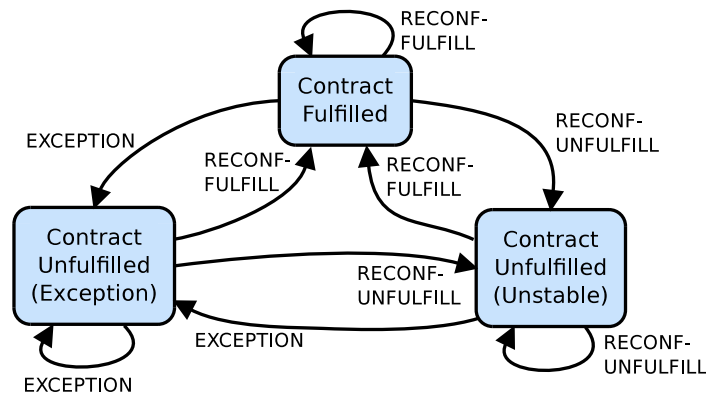 RECONF-
FULFILL
Contract
Fulfilled
RECONF-
UNFULFILL
EXCEPTION
RECONF-
FULFILL
RECONF-
FULFILL
Contract
Unfulfilled
(Exception)
Contract
Unfulfilled
(Unstable)
RECONF-
UNFULFILL
EXCEPTION
RECONF-
UNFULFILL
EXCEPTION